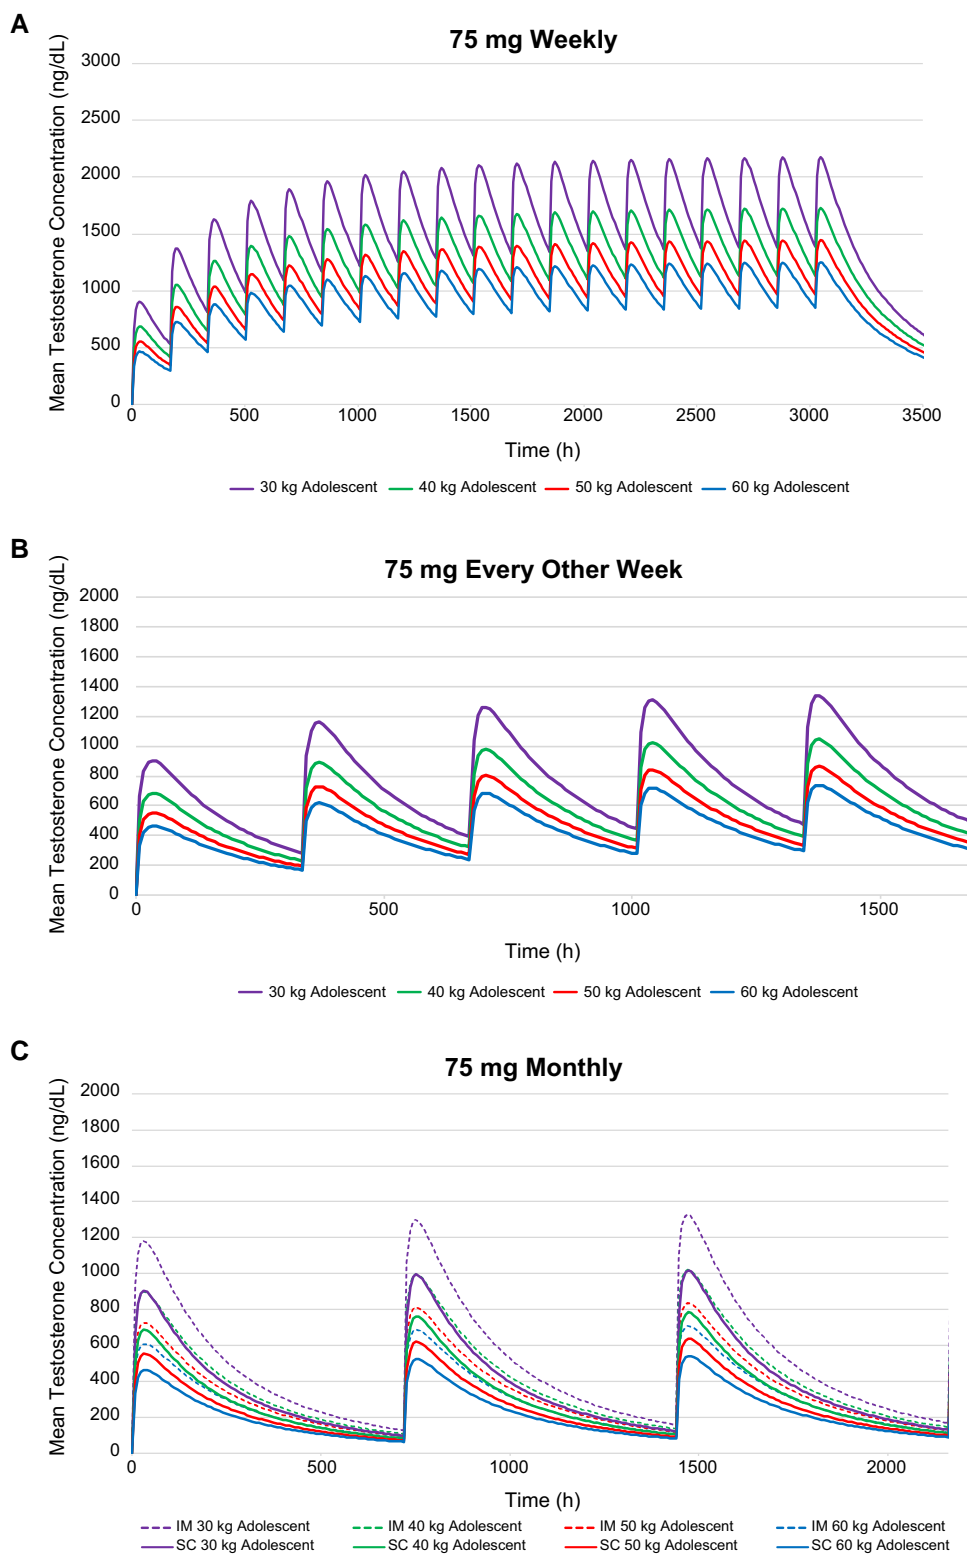 A
75 mg Weekly
Mean Testosterone Concentration (ng/dL)
3000
2500
2000
1500
1000
500
0
0 500 1000 1500 2000 2500 3000 3500
Time (h)
30 kg Adolescent 40 kg Adolescent 50 kg Adolescent 60 kg Adolescent
B
75 mg Every Other Week
Mean Testosterone Concentration (ng/dL)
2000
1800
1600
1400
1200
1000
800
600
400
200
0
0 500 1000 1500
Time (h)
30 kg Adolescent 40 kg Adolescent 50 kg Adolescent 60 kg Adolescent
C
75 mg Monthly
Mean Testosterone Concentration (ng/dL)
2000
1800
1600
1400
1200
1000
800
600
400
200
0
0 500 1000 1500 2000
Time (h)
IM 30 kg Adolescent IM 40 kg Adolescent IM 50 kg Adolescent IM 60 kg Adolescent
SC 30 kg Adolescent SC 40 kg Adolescent SC 50 kg Adolescent SC 60 kg Adolescent